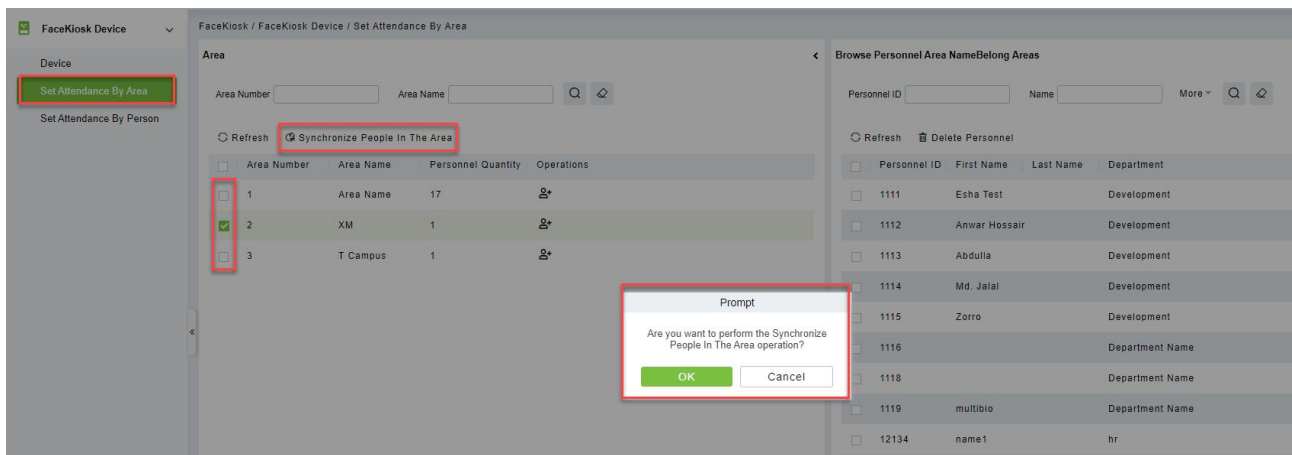 FaceKiosk Device
FaceKiosk / FaceKiosk Device / Set Attendance By Area
Device
Set Attendance By Area
Set Attendance By Person
Area
Area Number
Area Name
Refresh
Synchronize People In The Area
Area Number Area Name Personnel Quantity Operations
1 Area Name 17
2 XM 1
3 T Campus 1
Browse Personnel Area NameBelong Areas
Personnel ID
Name
More
Refresh
Delete Personnel
Personnel ID First Name Last Name Department
1111 Esha Test Development
1112 Anwar Hossair Development
1113 Abdulla Development
1114 Md. Jalal Development
1115 Zorro Development
1116 Department Name
1118 Department Name
1119 multibio Department Name
12134 name1 hr
Prompt
Are you want to perform the Synchronize
People In The Area operation?
OK
Cancel